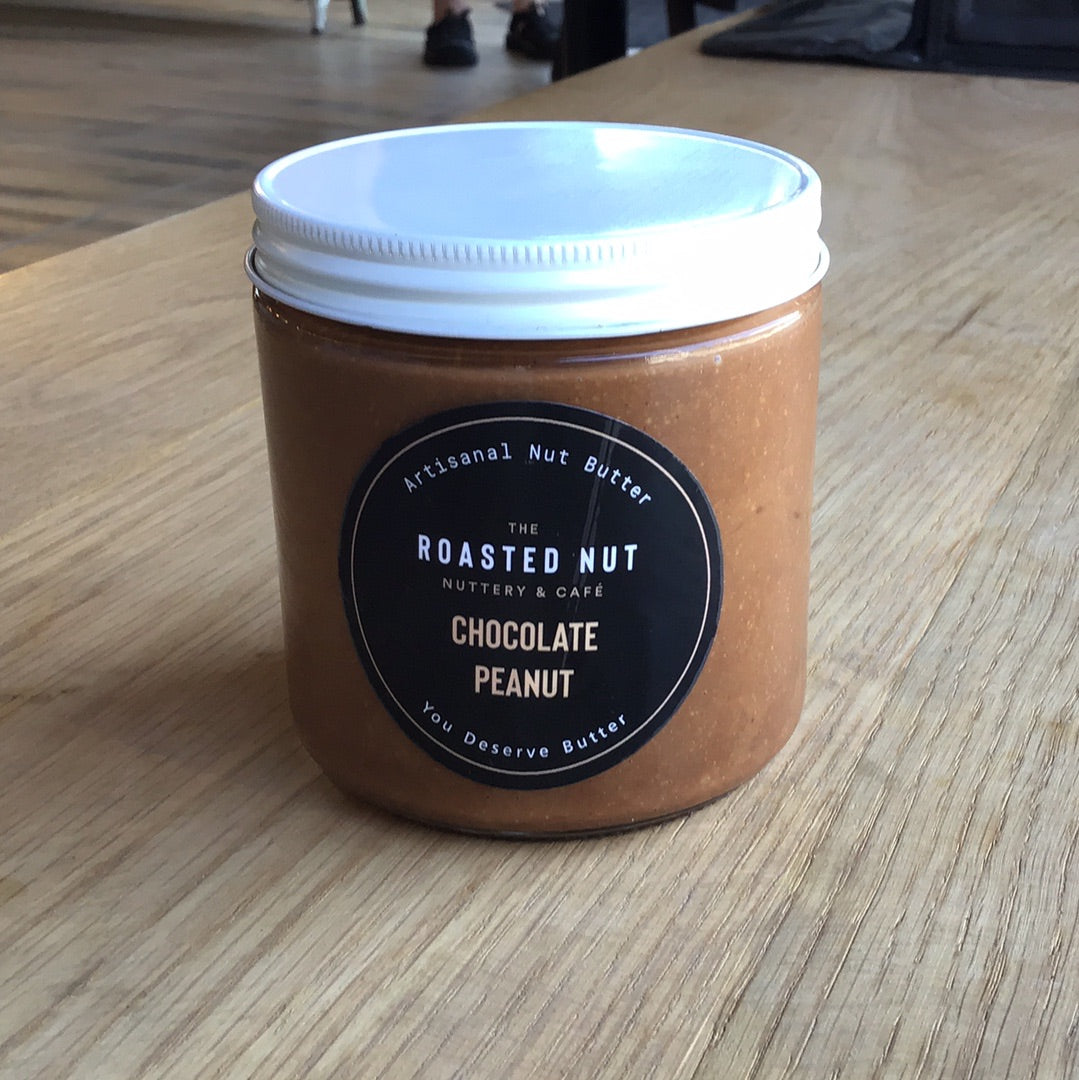 Artisanal Nut Butter
THE
ROASTED NUT
NUTTERY & CAFÉ
CHOCOLATE
PEANUT
You Deserve Butter